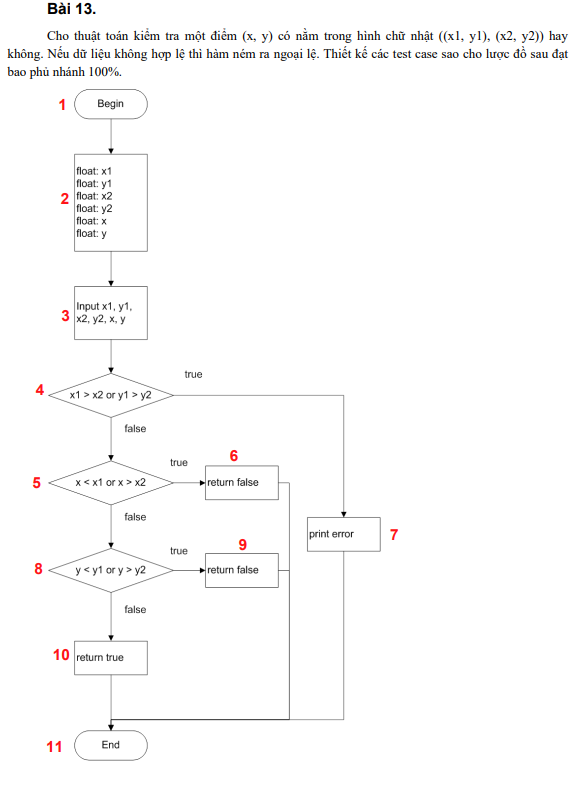 Bài 13.
Cho thuật toán kiểm tra một điểm (x, y) có nằm trong hình chữ nhật ((x1, y1), (x2, y2)) hay
không. Nếu dữ liệu không hợp lệ thì hàm ném ra ngoại lệ. Thiết kế các test case sao cho lược đồ sau đạt
bao phủ nhánh 100%.
1
Begin
2
float: x1
float: y1
float: x2
float: y2
float: x
float: y
3
Input x1, y1,
x2, y2, x, y
true
4
x1 > x2 or y1 > y2
false
6
true
5
x < x1 or x > x2
return false
false
7
print error
9
true
8
y < y1 or y > y2
return false
false
10
return true
11
End